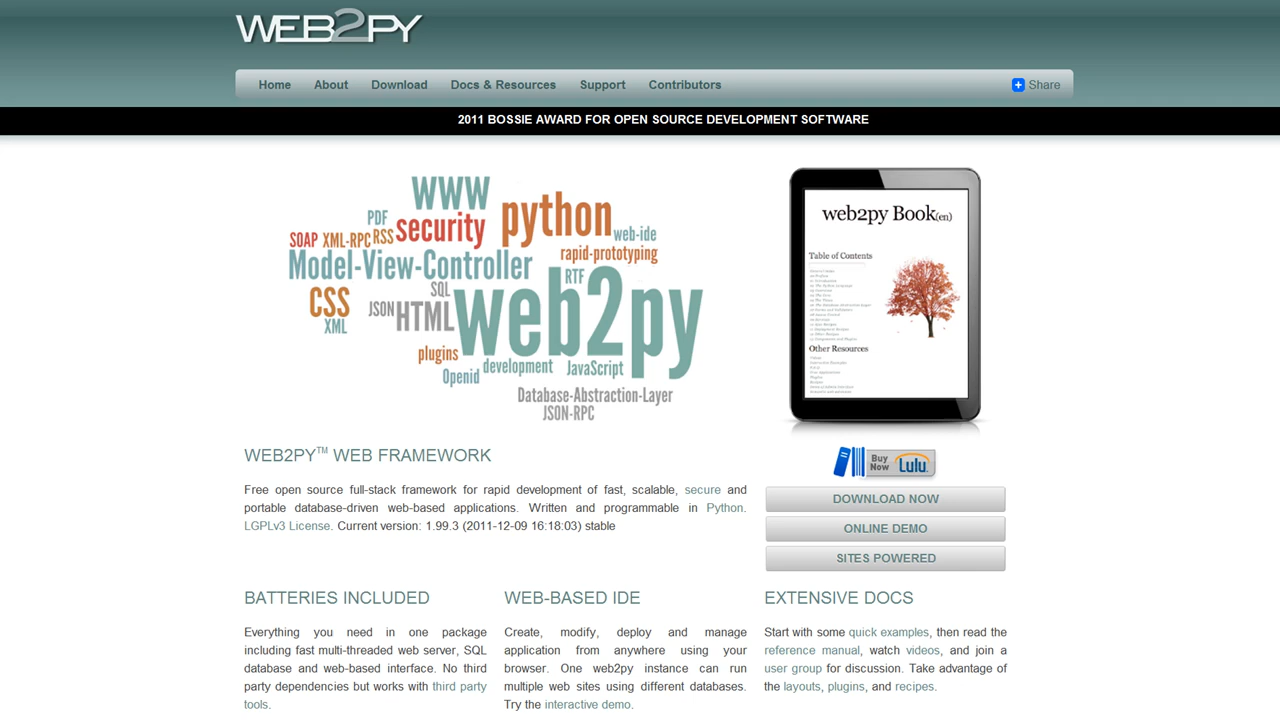 WEB2PY
Home About Download Docs & Resources Support Contributors Share
2011 BOSSIE AWARD FOR OPEN SOURCE DEVELOPMENT SOFTWARE
WWW
python
PDF
security
web-ide
SOAP XML-RPC RSS
rapid-prototyping
Model-View-Controller
RTF
CSS
SQL
JSON HTML web2py
XML
plugins
development
JavaScript
Openid
Database-Abstraction-Layer
JSON-RPC
web2py Book(en)
Table of Contents
Other Resources
Buy Now Lulu
WEB2PY™ WEB FRAMEWORK
Free open source full-stack framework for rapid development of fast, scalable, secure and
portable database-driven web-based applications. Written and programmable in Python.
LGPLv3 License. Current version: 1.99.3 (2011-12-09 16:18:03) stable
DOWNLOAD NOW
ONLINE DEMO
SITES POWERED
BATTERIES INCLUDED
Everything you need in one package
including fast multi-threaded web server, SQL
database and web-based interface. No third
party dependencies but works with third party
tools.
WEB-BASED IDE
Create, modify, deploy and manage
application from anywhere using your
browser. One web2py instance can run
multiple web sites using different databases.
Try the interactive demo.
EXTENSIVE DOCS
Start with some quick examples, then read the
reference manual, watch videos, and join a
user group for discussion. Take advantage of
the layouts, plugins, and recipes.